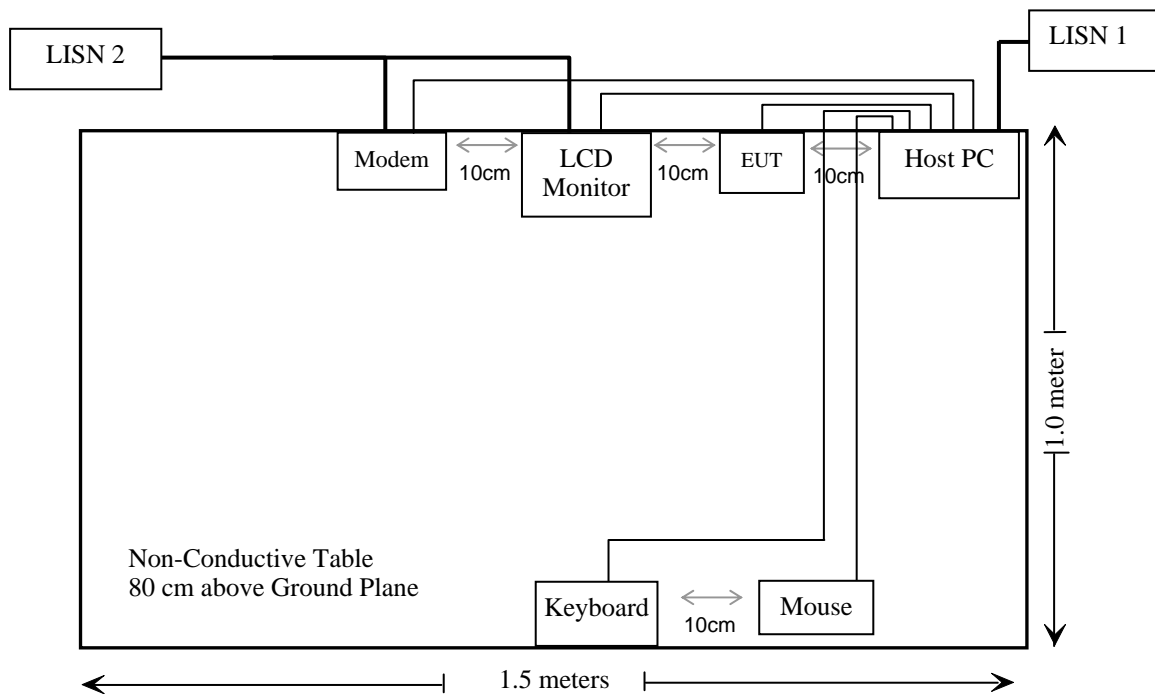 LISN 2
LISN 1
Modem
10cm
LCD
Monitor
10cm
EUT
10cm
Host PC
1.0 meter
Non-Conductive Table
80 cm above Ground Plane
Keyboard
10cm
Mouse
1.5 meters